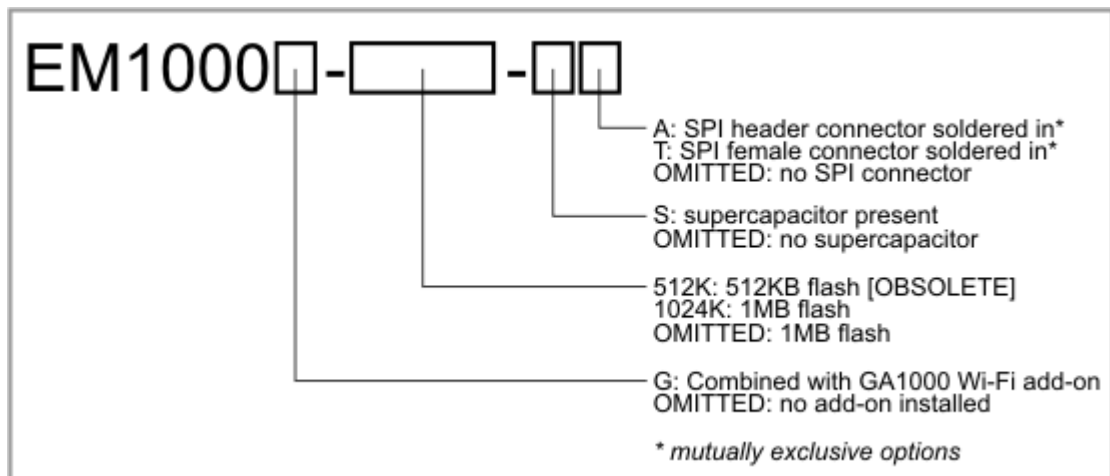 EM1000 - -
A: SPI header connector soldered in*
T: SPI female connector soldered in*
OMITTED: no SPI connector
S: supercapacitor present
OMITTED: no supercapacitor
512K: 512KB flash [OBSOLETE]
1024K: 1MB flash
OMITTED: 1MB flash
G: Combined with GA1000 Wi-Fi add-on
OMITTED: no add-on installed
* mutually exclusive options